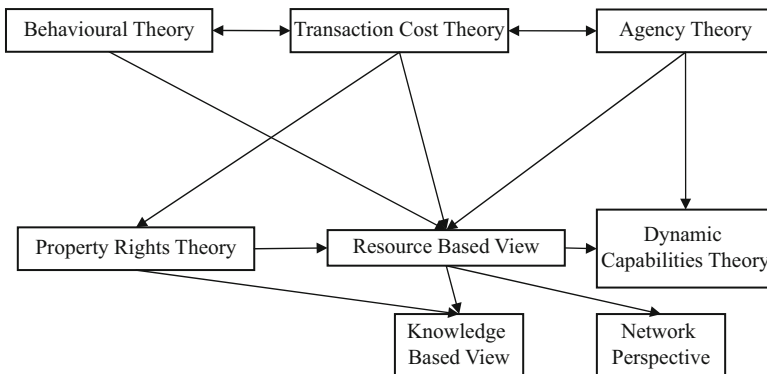 Behavioural Theory
Transaction Cost Theory
Agency Theory
Property Rights Theory
Resource Based View
Dynamic
Capabilities Theory
Knowledge
Based View
Network
Perspective